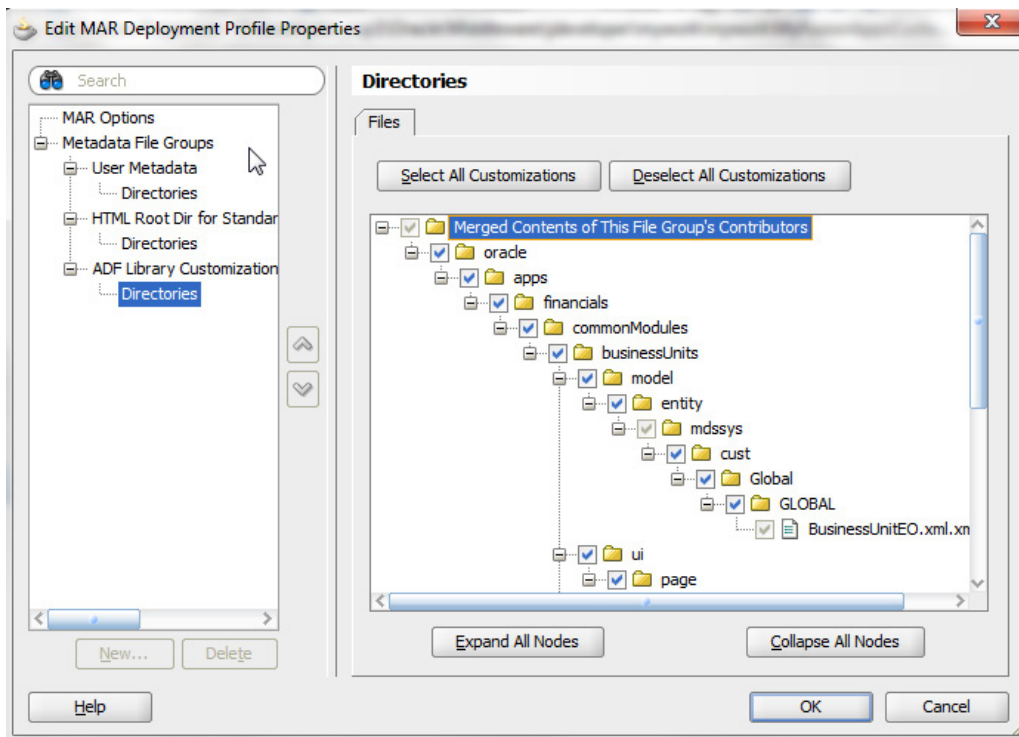 Edit MAR Deployment Profile Properties
Search
MAR Options
Metadata File Groups
User Metadata
Directories
HTML Root Dir for Standar
Directories
ADF Library Customization
Directories
New...
Delete
Directories
Files
Select All Customizations
Deselect All Customizations
Merged Contents of This File Group's Contributors
oracle
apps
financials
commonModules
businessUnits
model
entity
mdssys
cust
Global
GLOBAL
BusinessUnitEO.xml.xn
ui
page
Expand All Nodes
Collapse All Nodes
Help
OK
Cancel